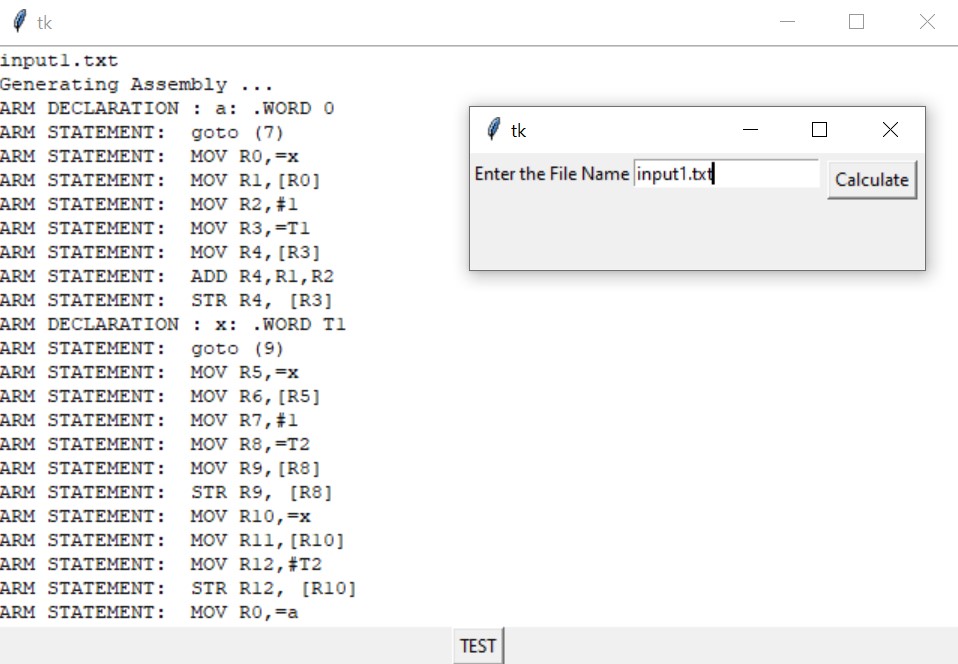 tk
input1.txt
Generating Assembly ...
ARM DECLARATION : a: .WORD 0
ARM STATEMENT:  goto (7)
ARM STATEMENT:  MOV R0,=x
ARM STATEMENT:  MOV R1,[R0]
ARM STATEMENT:  MOV R2,#1
ARM STATEMENT:  MOV R3,=T1
ARM STATEMENT:  MOV R4,[R3]
ARM STATEMENT:  ADD R4,R1,R2
ARM STATEMENT:  STR R4, [R3]
ARM DECLARATION : x: .WORD T1
ARM STATEMENT:  goto (9)
ARM STATEMENT:  MOV R5,=x
ARM STATEMENT:  MOV R6,[R5]
ARM STATEMENT:  MOV R7,#1
ARM STATEMENT:  MOV R8,=T2
ARM STATEMENT:  MOV R9,[R8]
ARM STATEMENT:  STR R9, [R8]
ARM STATEMENT:  MOV R10,=x
ARM STATEMENT:  MOV R11,[R10]
ARM STATEMENT:  MOV R12,#T2
ARM STATEMENT:  STR R12, [R10]
ARM STATEMENT:  MOV R0,=a
TEST
tk
Enter the File Name input1.txt Calculate